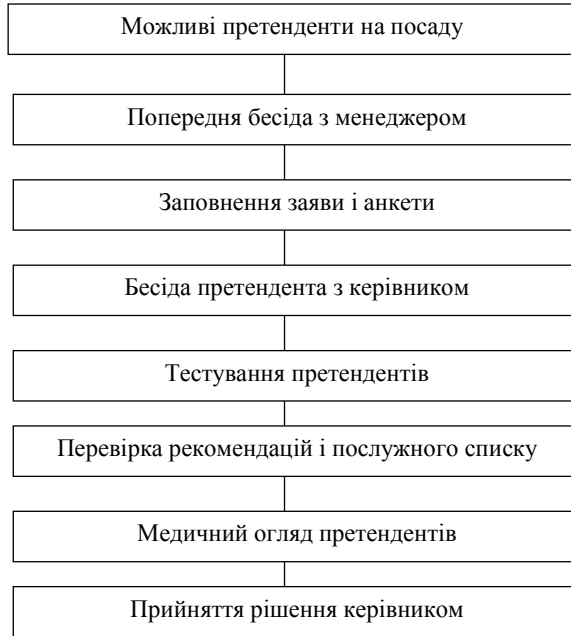 Можливі претенденти на посаду
Попередня бесіда з менеджером
Заповнення заяви і анкети
Бесіда претендента з керівником
Тестування претендентів
Перевірка рекомендацій і послужного списку
Медичний огляд претендентів
Прийняття рішення керівником